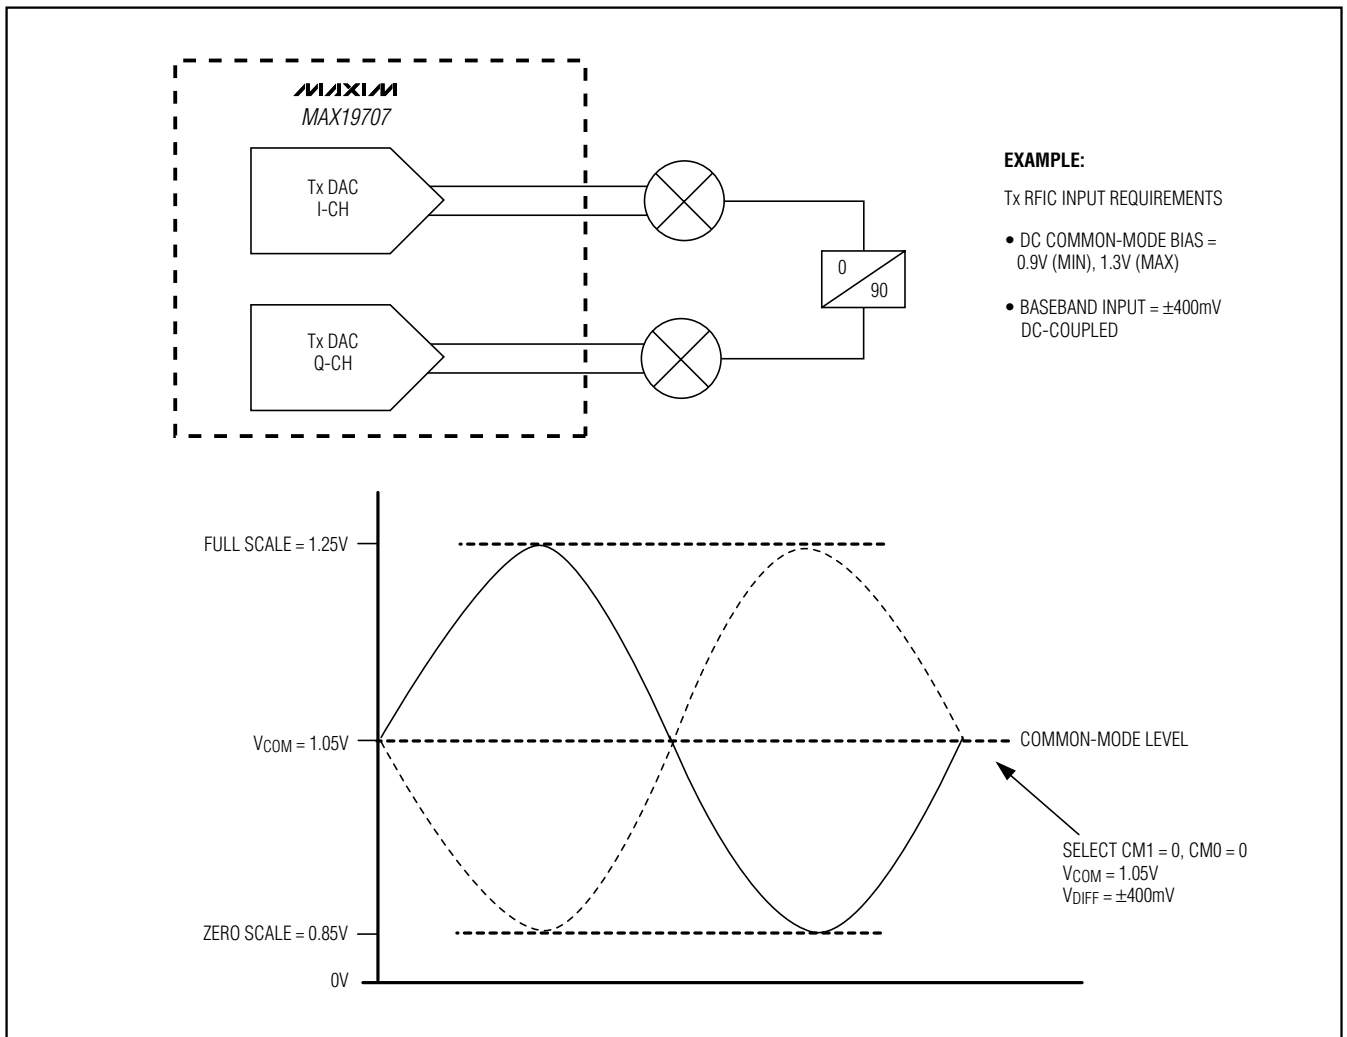 MAXIM
MAX19707
Tx DAC
I-CH
Tx DAC
Q-CH
0
90
EXAMPLE:
Tx RFIC INPUT REQUIREMENTS
• DC COMMON-MODE BIAS =
0.9V (MIN), 1.3V (MAX)
• BASEBAND INPUT = ±400mV
DC-COUPLED
FULL SCALE = 1.25V
VCOM = 1.05V
COMMON-MODE LEVEL
SELECT CM1 = 0, CM0 = 0
VCOM = 1.05V
VDIFF = ±400mV
ZERO SCALE = 0.85V
0V